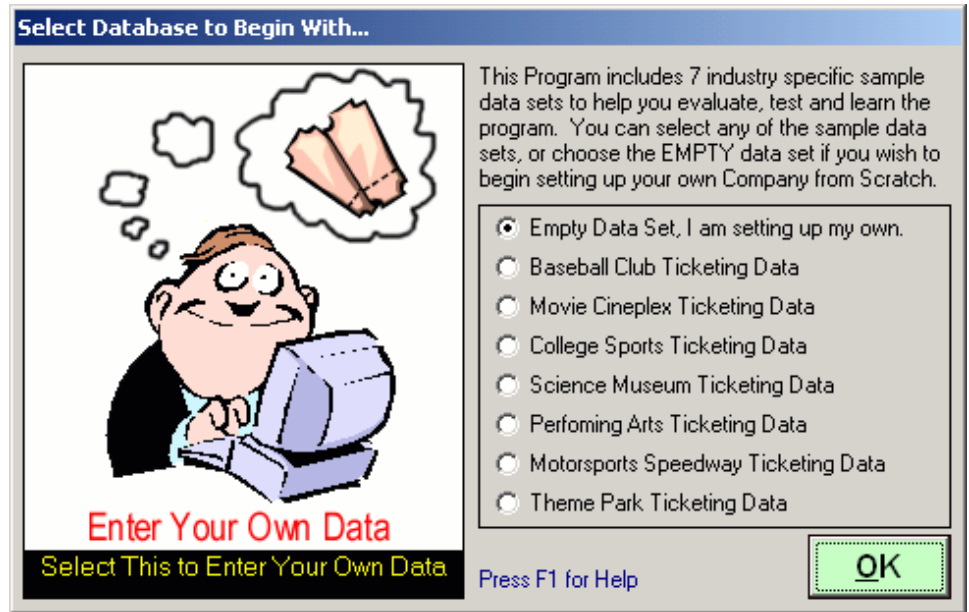 Select Database to Begin With...
This Program includes 7 industry specific sample
data sets to help you evaluate, test and learn the
program.  You can select any of the sample data
sets, or choose the EMPTY data set if you wish to
begin setting up your own Company from Scratch.
Empty Data Set, I am setting up my own.
Baseball Club Ticketing Data
Movie Cineplex Ticketing Data
College Sports Ticketing Data
Science Museum Ticketing Data
Perfoming Arts Ticketing Data
Motorsports Speedway Ticketing Data
Theme Park Ticketing Data
Enter Your Own Data
Select This to Enter Your Own Data
Press F1 for Help
OK